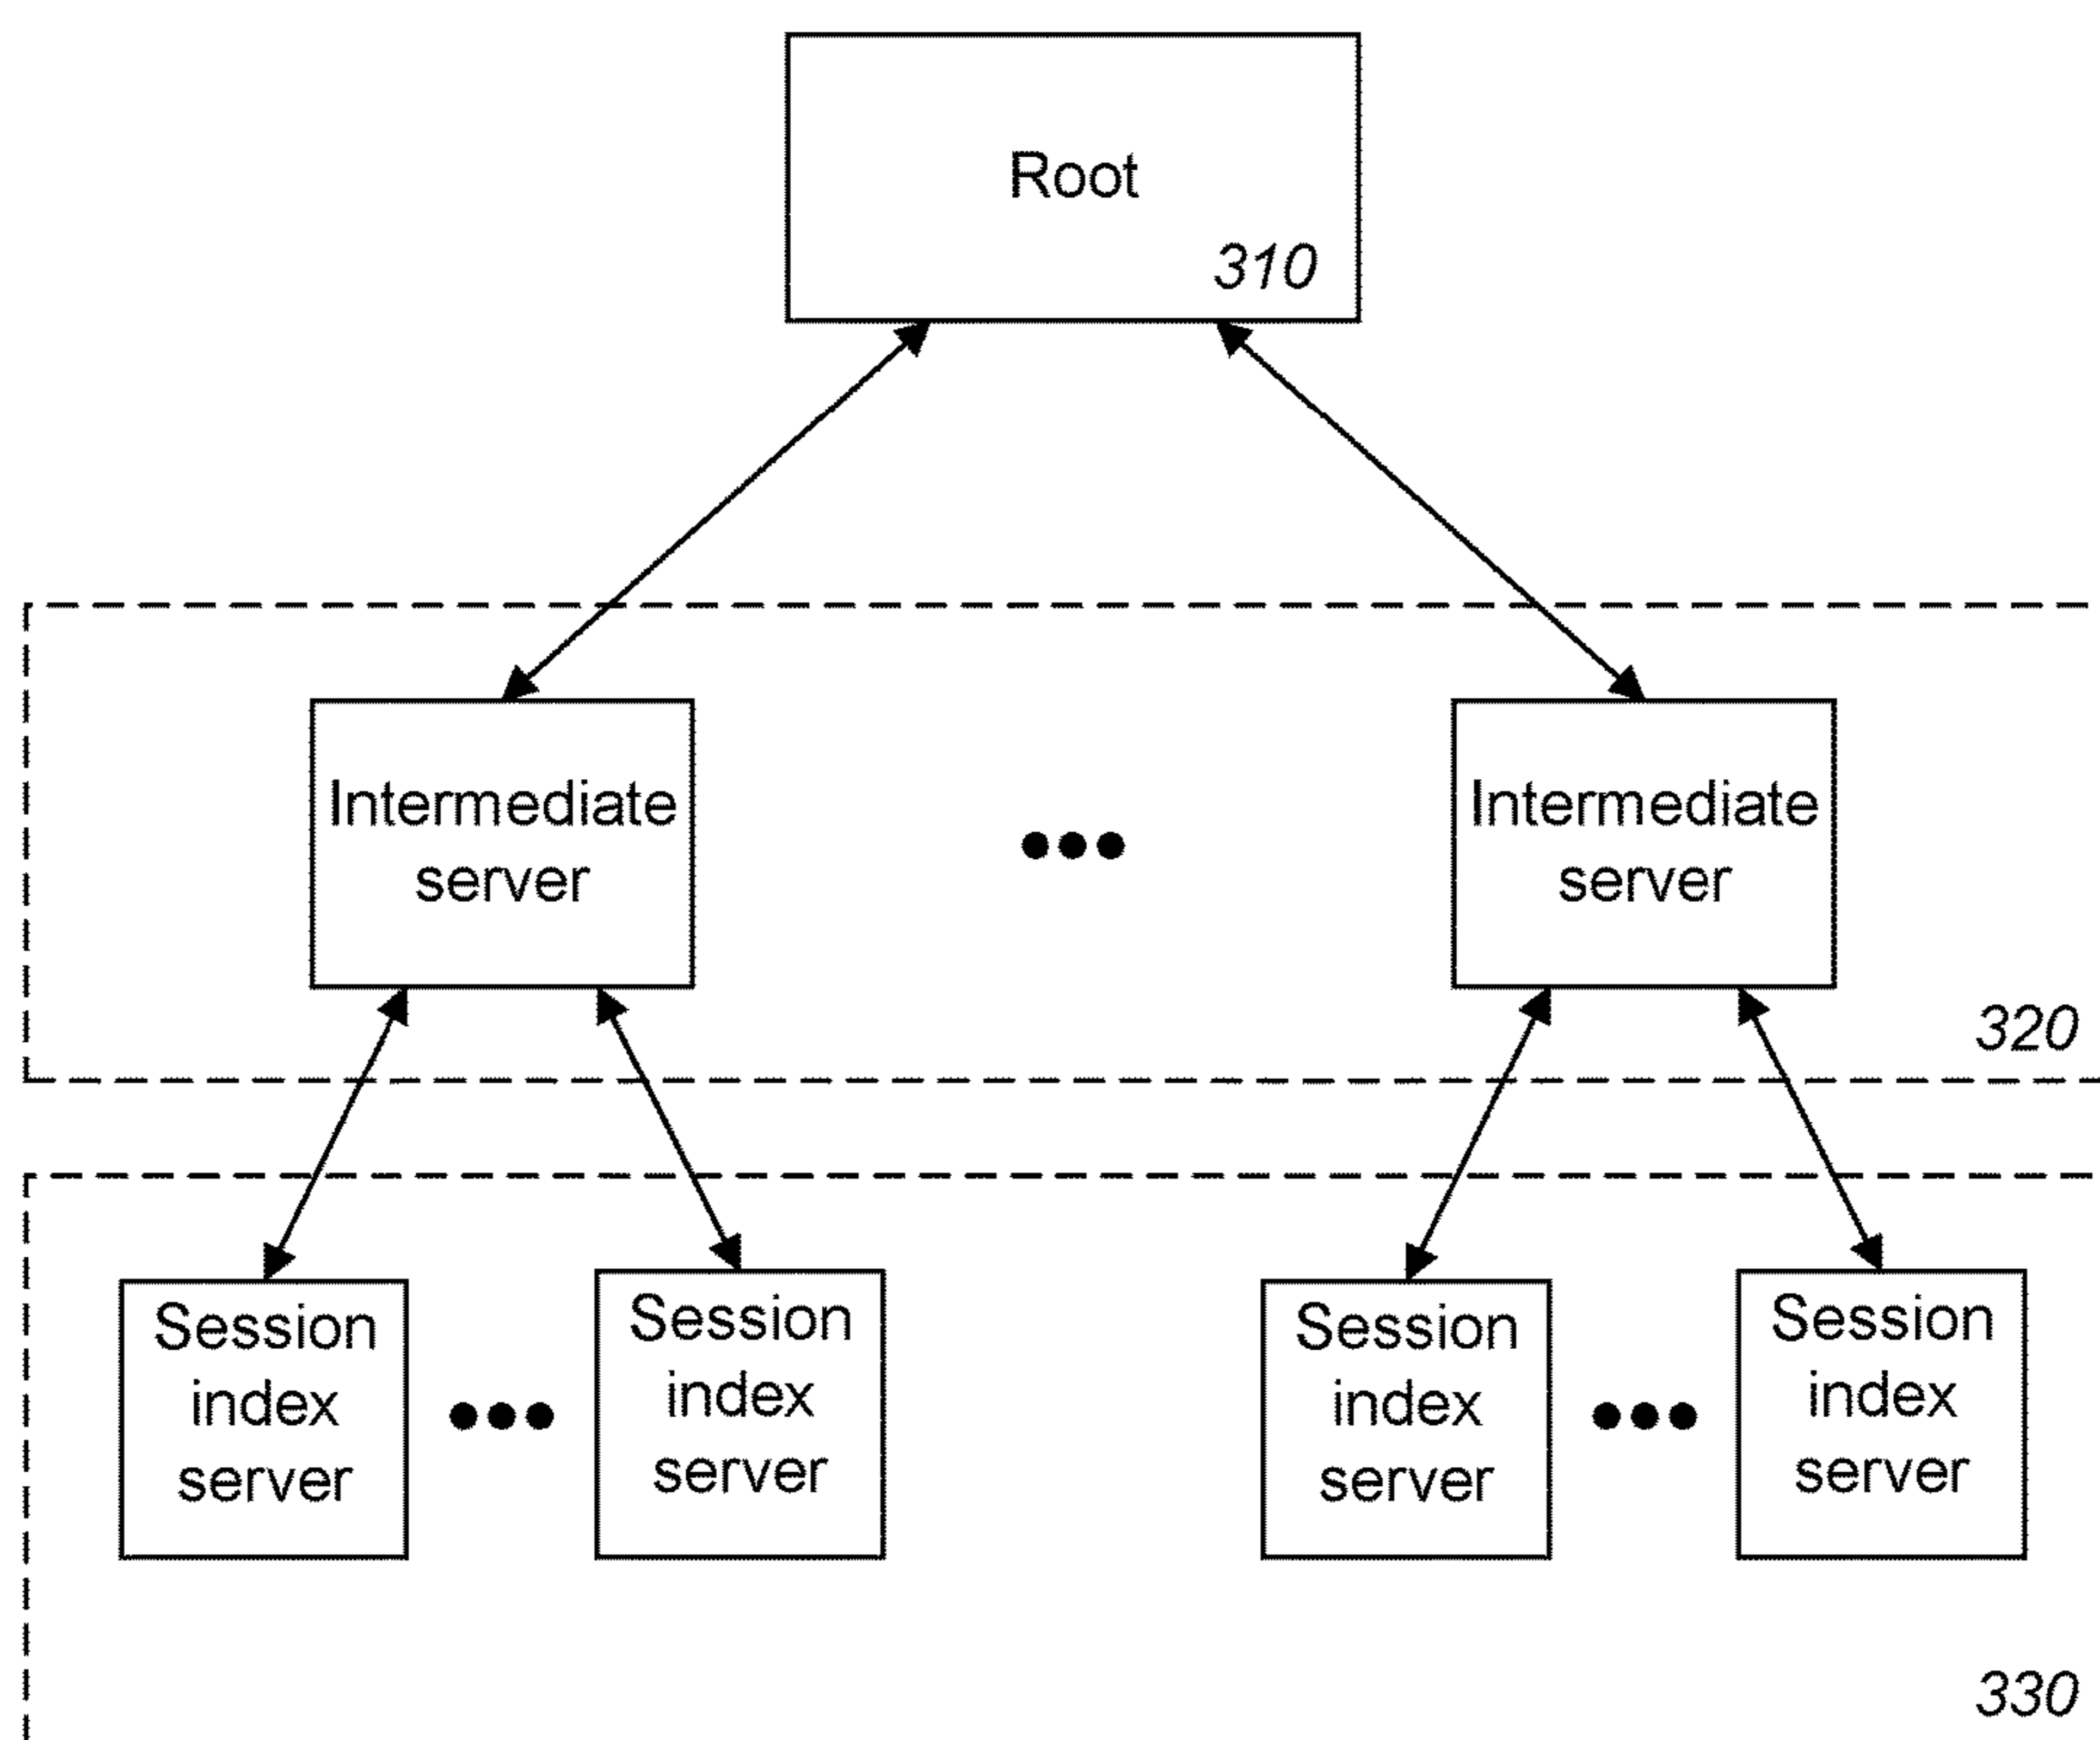 Root
310
Intermediate
server
Intermediate
server
320
Session
index
server
Session
index
server
Session
index
server
Session
index
server
330